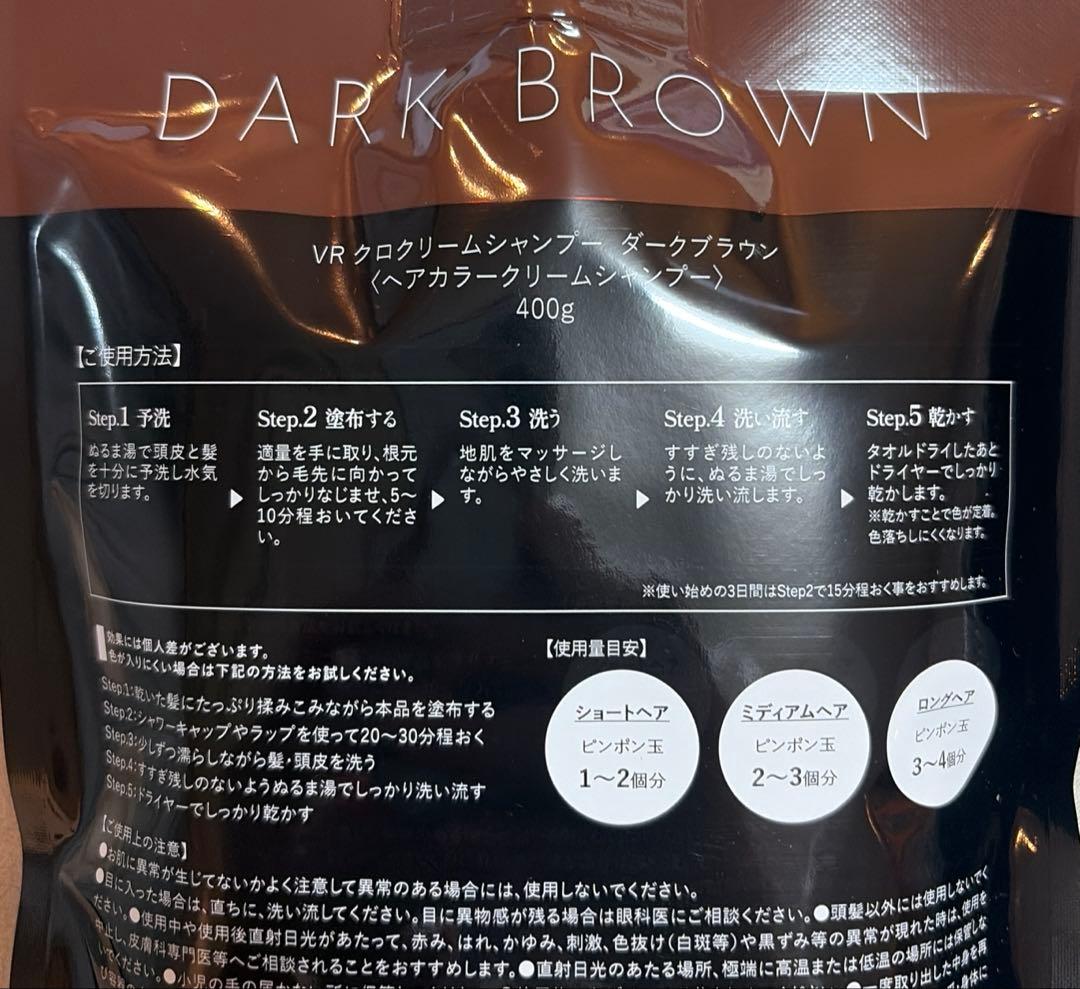 DARK BROWN
VR クロクリームシャンプー ダークブラウン
〈ヘアカラークリームシャンプー〉
400g
【ご使用方法】
Step.1 予洗
ぬるま湯で頭皮と髪
を十分に予洗し水気
を切ります。
Step.2 塗布する
適量を手に取り、根元
から毛先に向かって
しっかりなじませ、5〜
10分程おいてくださ
い。
Step.3 洗う
地肌をマッサージし
ながらやさしく洗いま
す。
Step.4 洗い流す
すすぎ残しのないよ
うに、ぬるま湯でしっ
かり洗い流します。
Step.5 乾かす
タオルドライしたあと
ドライヤーでしっかり
乾かします。
※乾かすことで色が定着。
色落ちしにくくなります。
※使い始めの3日間はStep2で15分程おく事をおすすめします。
効果には個人差がございます。
色が入りにくい場合は下記の方法をお試しください。
Step.1:乾いた髪にたっぷり揉みこみながら本品を塗布する
Step.2:シャワーキャップやラップを使って20〜30分程おく
Step.3:少しずつ濡らしながら髪・頭皮を洗う
Step.4:すすぎ残しのないようぬるま湯でしっかり洗い流す
Step.5:ドライヤーでしっかり乾かす
【使用量目安】
ショートヘア
ピンポン玉
1〜2個分
ミディアムヘア
ピンポン玉
2〜3個分
ロングヘア
ピンポン玉
3〜4個分
【ご使用上の注意】
●お肌に異常が生じてないかよく注意して異常のある場合には、使用しないでください。
●目に入った場合は、直ちに、洗い流してください。目に異物感が残る場合は眼科医にご相談ください。●頭髪以外には使用しないでく
ださい。●使用中や使用後直射日光があたって、赤み、はれ、かゆみ、刺激、色抜け(白斑等)や黒ずみ等の異常が現れた時は、使用を
中止し、皮膚科専門医等へご相談されることをおすすめします。●直射日光のあたる場所、極端に高温または低温の場所には保管しな
いでください。●小児の手の届かない ●一度取り出した中身を再